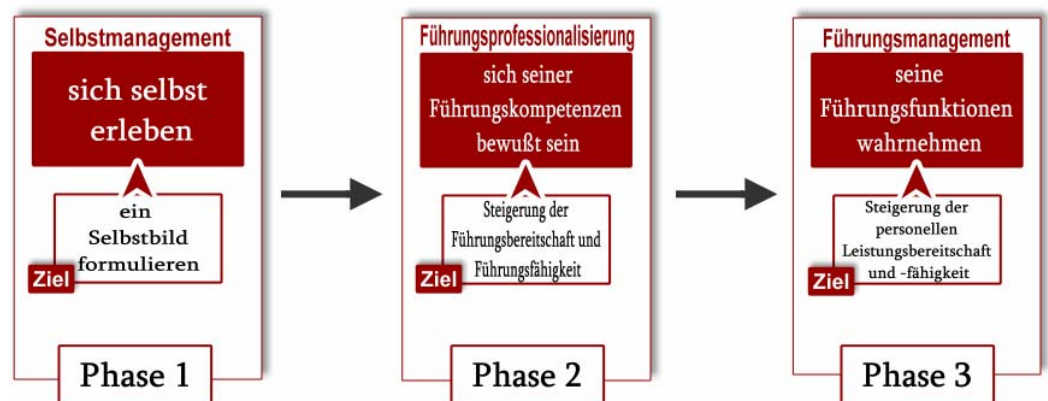 Selbstmanagement
sich selbst
erleben
ein
Selbstbild
formulieren
Ziel
Phase 1
Führungsprofessionalisierung
sich seiner
Führungskompetenzen
bewußt sein
Steigerung der
Führungsbereitschaft und
Führungsfähigkeit
Ziel
Phase 2
Führungsmanagement
seine
Führungsfunktionen
wahrnehmen
Steigerung der
personellen
Leistungsbereitschaft
und -fähigkeit
Ziel
Phase 3